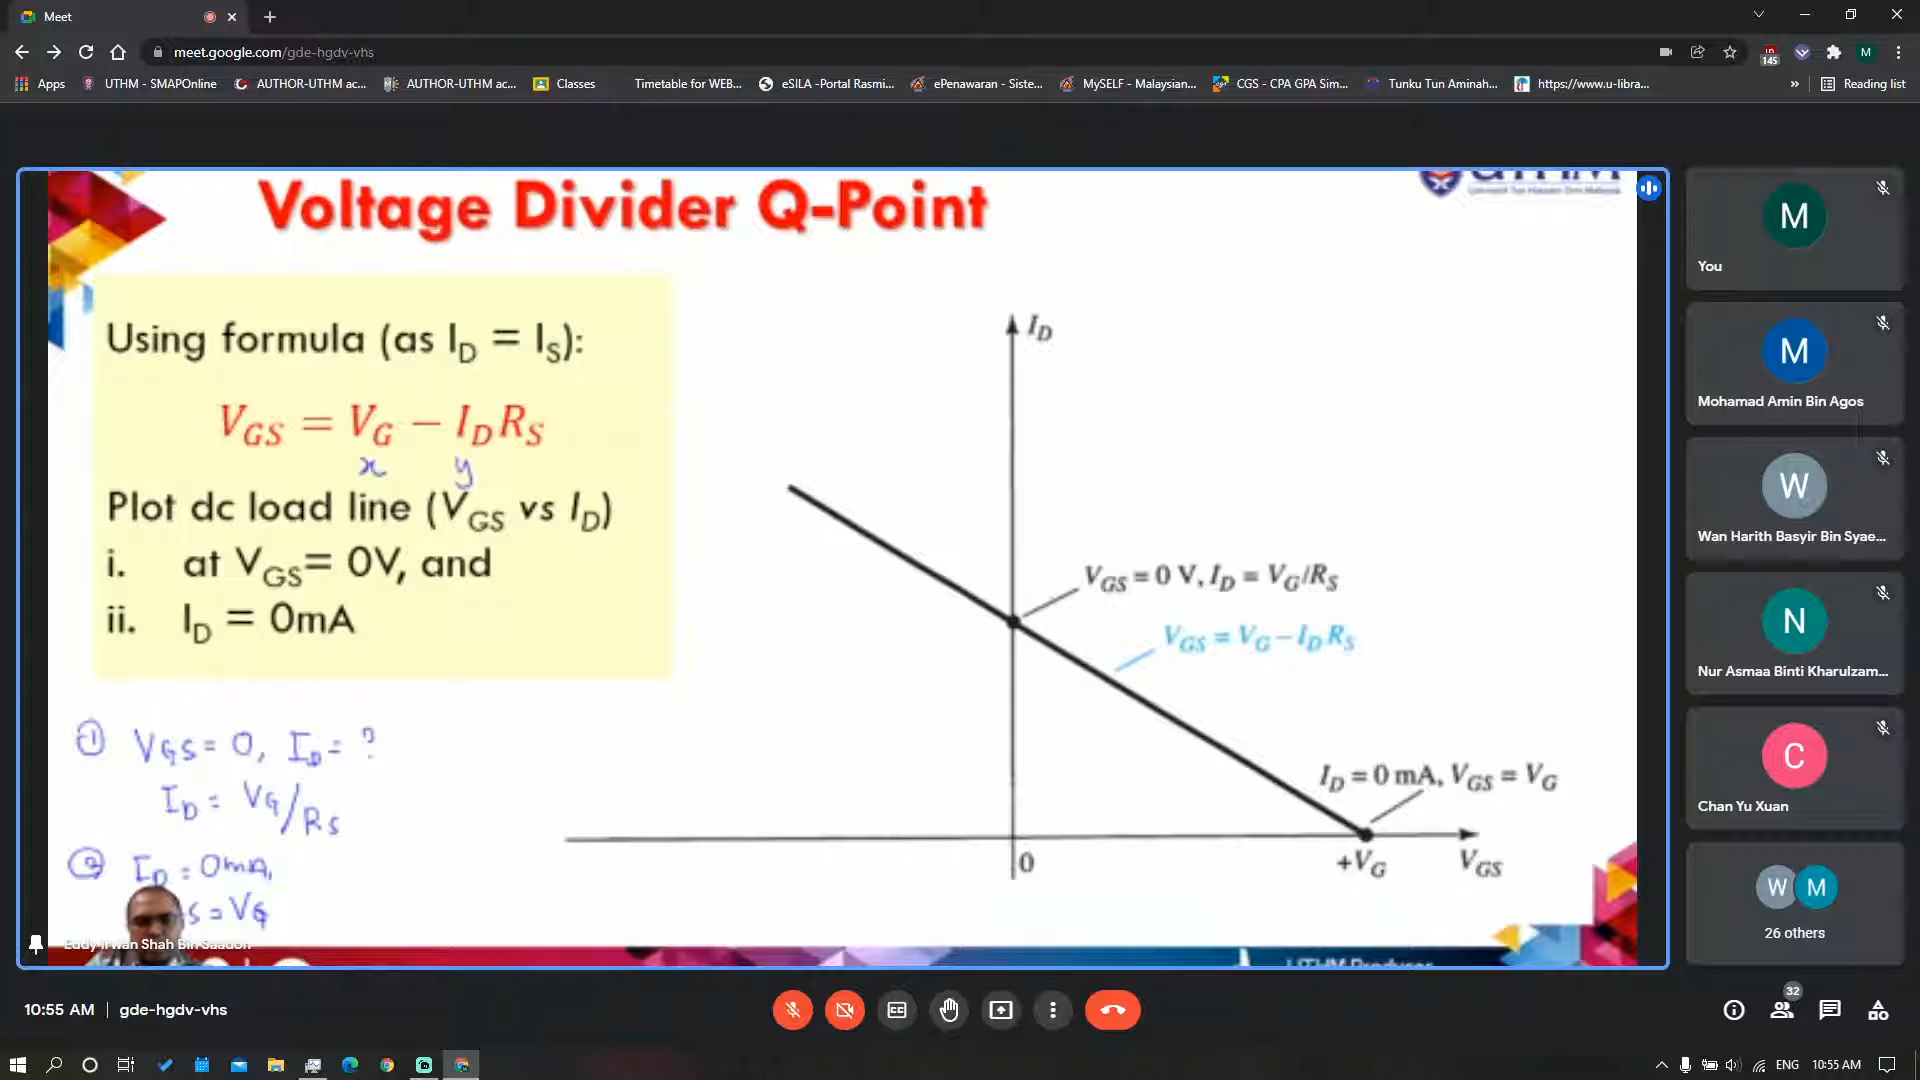 Meet
meet.google.com/gde-hgdv-vhs
145
M
Apps
UTHM - SMAPOnline
AUTHOR-UTHM ac...
AUTHOR-UTHM ac...
Classes
Timetable for WEB...
eSILA -Portal Rasmi...
ePenawaran - Siste...
MySELF - Malaysian...
CGS - CPA GPA Sim...
Tunku Tun Aminah...
https://www.u-libra...
»
Reading list
Voltage Divider Q-Point
Using formula (as I_D = I_S):
V_GS = V_G − I_D R_S
x y
Plot dc load line (V_GS vs I_D)
i. at V_GS= 0V, and
ii. I_D = 0mA
① VGS = 0, I_D = ?
I_D = VG/RS
② I_D = 0mA,
S = VG
I_D
V_GS = 0 V, I_D = V_G/R_S
V_GS = V_G − I_D R_S
I_D = 0 mA, V_GS = V_G
0
+V_G
V_GS
Eddy Irwan Shah Bin Saadon
M
You
M
Mohamad Amin Bin Agos
W
Wan Harith Basyir Bin Syae...
N
Nur Asmaa Binti Kharulzam...
C
Chan Yu Xuan
W M
26 others
10:55 AM | gde-hgdv-vhs
32
ENG
10:55 AM